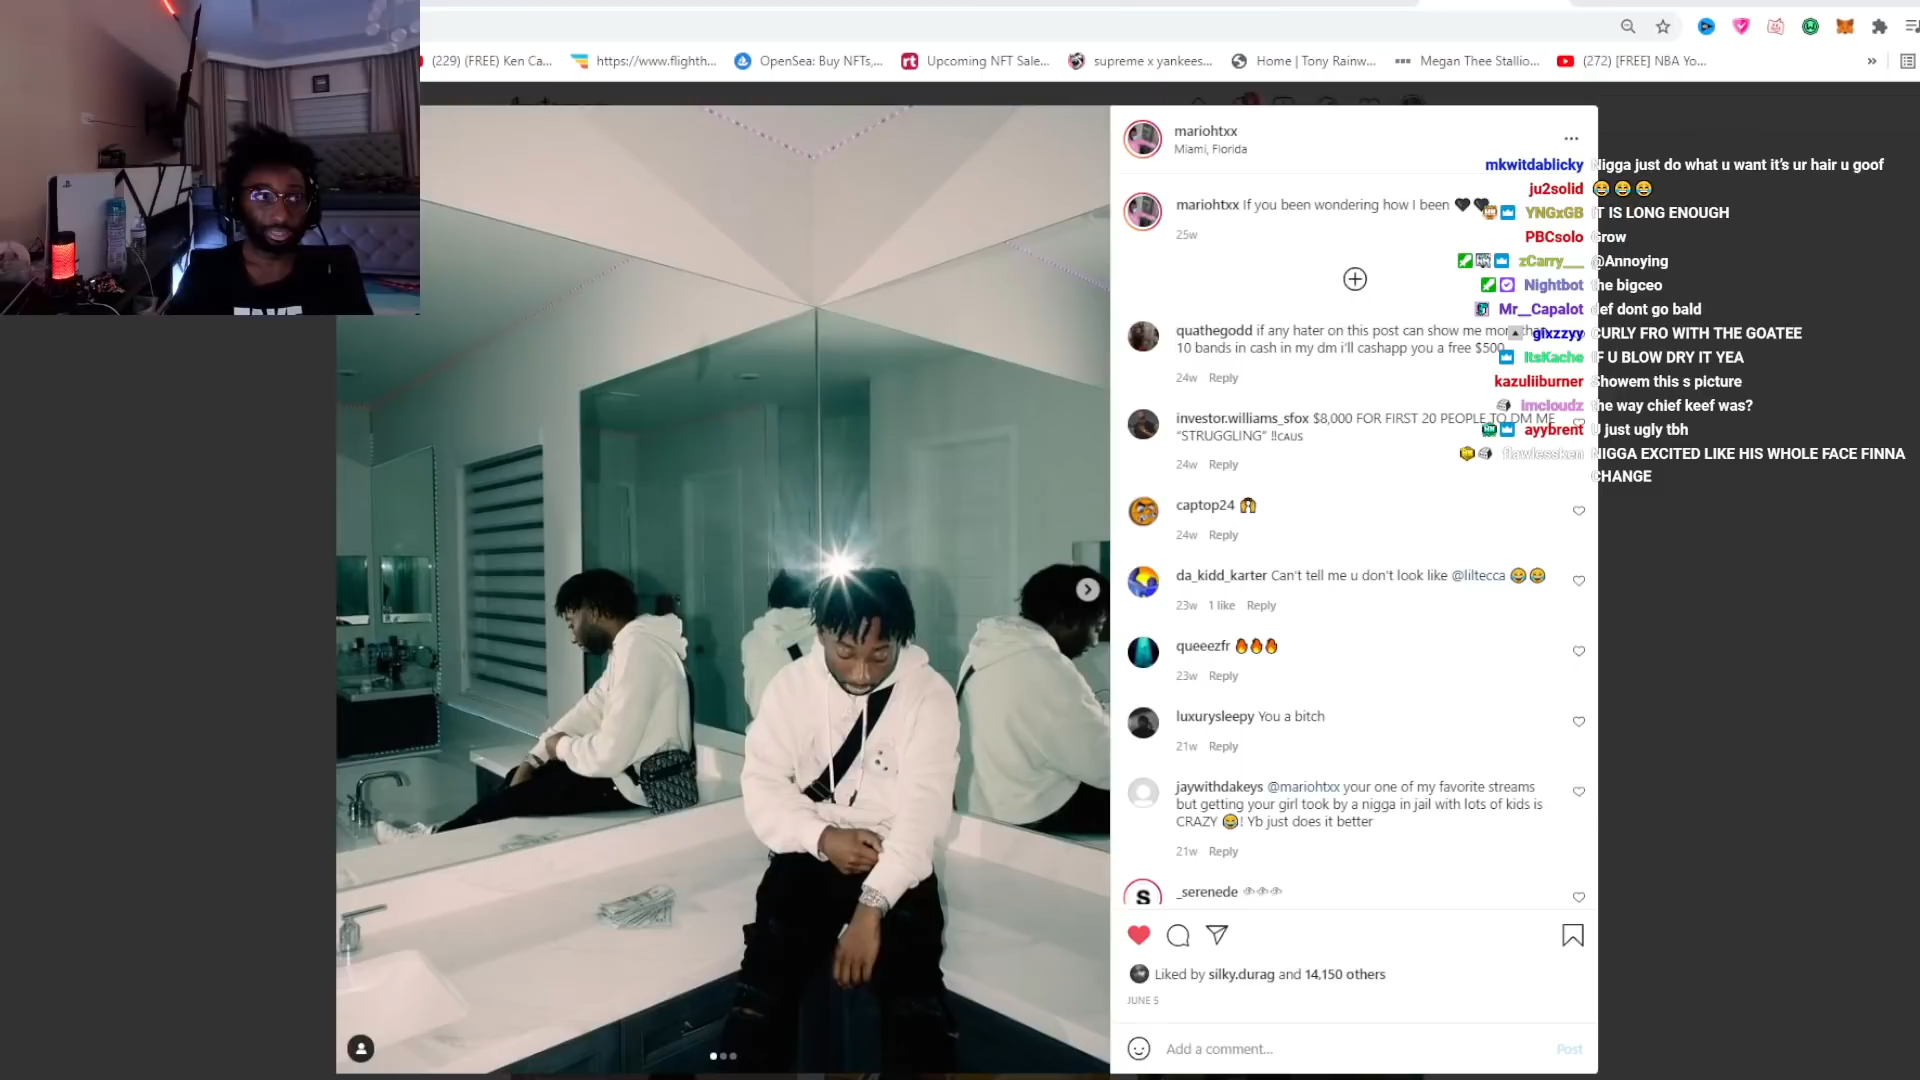 (229) (FREE) Ken Ca...
https://www.flighth...
OpenSea: Buy NFTs,...
Upcoming NFT Sale...
supreme x yankees...
Home | Tony Rainw...
Megan Thee Stallio...
(272) [FREE] NBA Yo...
mariohtxx
Miami, Florida
mariohtxx If you been wondering how I been 🖤🖤
25w
quathegodd if any hater on this post can show me more than
10 bands in cash in my dm i'll cashapp you a free $500
24w Reply
investor.williams_sfox $8,000 FOR FIRST 20 PEOPLE TO DM ME
"STRUGGLING" ‼️ᴄᴀᴜs
24w Reply
captop24
24w Reply
da_kidd_karter Can't tell me u don't look like @liltecca 😂😂
23w 1 like Reply
queeezfr 🔥🔥🔥
23w Reply
luxurysleepy You a bitch
21w Reply
jaywithdakeys @mariohtxx your one of my favorite streams
but getting your girl took by a nigga in jail with lots of kids is
CRAZY 😂! Yb just does it better
21w Reply
S
_serenede 👁👁👁
Liked by silky.durag and 14,150 others
JUNE 5
Add a comment...
Post
mkwitdablicky Nigga just do what u want it's ur hair u goof
ju2solid 😂😂😂
YNGxGB IT IS LONG ENOUGH
PBCsolo Grow
zCarry___ @Annoying
Nightbot the bigceo
Mr__Capalot def dont go bald
gixzzyy CURLY FRO WITH THE GOATEE
ItsKache IF U BLOW DRY IT YEA
kazuliiburner Showem this s picture
imcloudz the way chief keef was?
ayybrent U just ugly tbh
flawlessken NIGGA EXCITED LIKE HIS WHOLE FACE FINNA
CHANGE